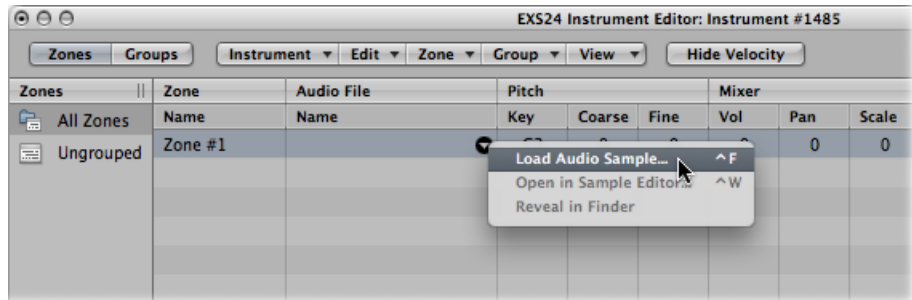 EXS24 Instrument Editor: Instrument #1485
Zones Groups Instrument Edit Zone Group View Hide Velocity
Zones Zone Audio File Pitch Mixer
All Zones Name Name Key Coarse Fine Vol Pan Scale
Ungrouped Zone #1 0 0
Load Audio Sample... ^F
Open in Sample Editor... ^W
Reveal in Finder